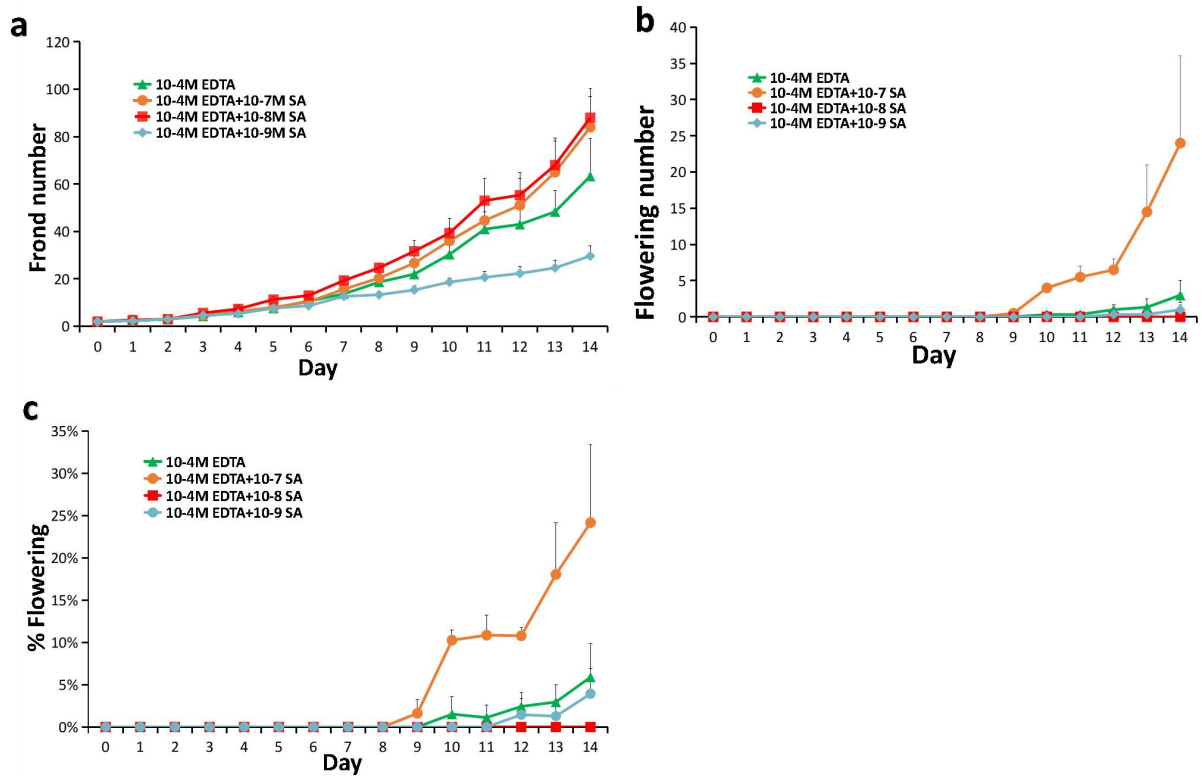 a
120
100
80
60
40
20
0
Frond number
10-4M EDTA
10-4M EDTA+10-7M SA
10-4M EDTA+10-8M SA
10-4M EDTA+10-9M SA
0 1 2 3 4 5 6 7 8 9 10 11 12 13 14
Day
b
40
35
30
25
20
15
10
5
0
Flowering number
10-4M EDTA
10-4M EDTA+10-7 SA
10-4M EDTA+10-8 SA
10-4M EDTA+10-9 SA
0 1 2 3 4 5 6 7 8 9 10 11 12 13 14
Day
c
35%
30%
25%
20%
15%
10%
5%
0%
% Flowering
10-4M EDTA
10-4M EDTA+10-7 SA
10-4M EDTA+10-8 SA
10-4M EDTA+10-9 SA
0 1 2 3 4 5 6 7 8 9 10 11 12 13 14
Day